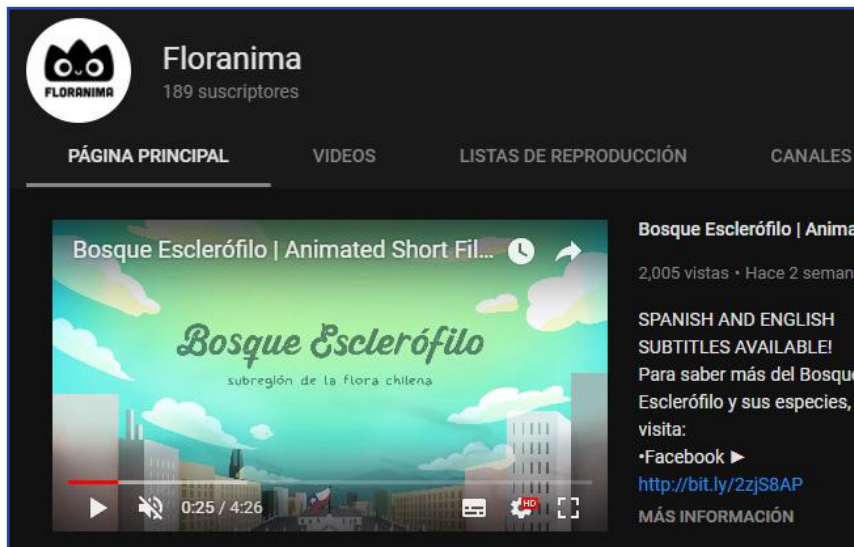 FLORANIMA
Floranima
189 suscriptores
PÁGINA PRINCIPAL
VIDEOS
LISTAS DE REPRODUCCIÓN
CANALES
Bosque Esclerófilo | Animated Short Fil...
Bosque Esclerófilo
subregión de la flora chilena
0:25 / 4:26
HD
Bosque Esclerófilo | Anima
2,005 vistas • Hace 2 seman
SPANISH AND ENGLISH
SUBTITLES AVAILABLE!
Para saber más del Bosque
Esclerófilo y sus especies,
visita:
•Facebook ►
http://bit.ly/2zjS8AP
MÁS INFORMACIÓN